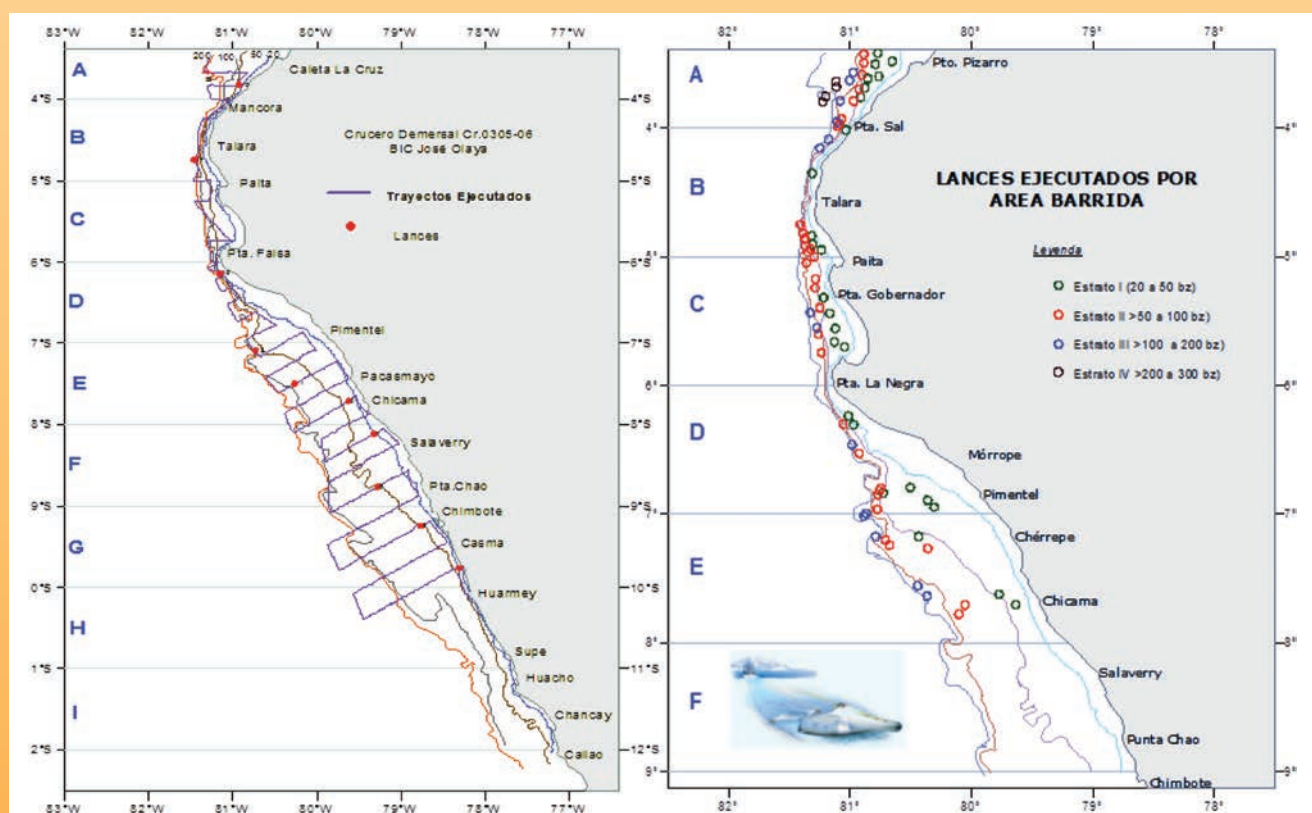 83°W 82°W 81°W 80°W 79°W 78°W 77°W
200 100 50 20
A
Caleta La Cruz
4°S 4°S
Mancora
B
Talara
Crucero Demersal Cr.0305-06
BIC José Olaya
Paita
5°S 5°S
Trayectos Ejecutados
C
Lances
Pta. Falsa
6°S 6°S
D
Pimentel
7°S 7°S
E
Pacasmayo
Chicama
8°S 8°S
Salaverry
F
Pta.Chao
9°S 9°S
Chimbote
G
Casma
10°S 10°S
Huarmey
H
Supe
1°S 11°S
Huacho
I
Chancay
2°S 12°S
Callao
83°W 82°W 81°W 80°W 79°W 78°W 77°W
82° 81° 80° 79° 78°
A
Pto. Pizarro
4° 4°
Pta. Sal
B
LANCES EJECUTADOS POR
AREA BARRIDA
Talara
Leyenda
5° 5°
Paita
C
Pta. Gobernador
Estrato I (20 a 50 bz)
Estrato II >50 a 100 bz)
Estrato III >100 a 200 bz)
Estrato IV >200 a 300 bz)
6° 6°
Pta. La Negra
D
Mórrope
Pimentel
7° 7°
Chérrepe
E
Chicama
8° 8°
Salaverry
F
Punta Chao
9° 9°
Chimbote
82° 81° 80° 79° 78°